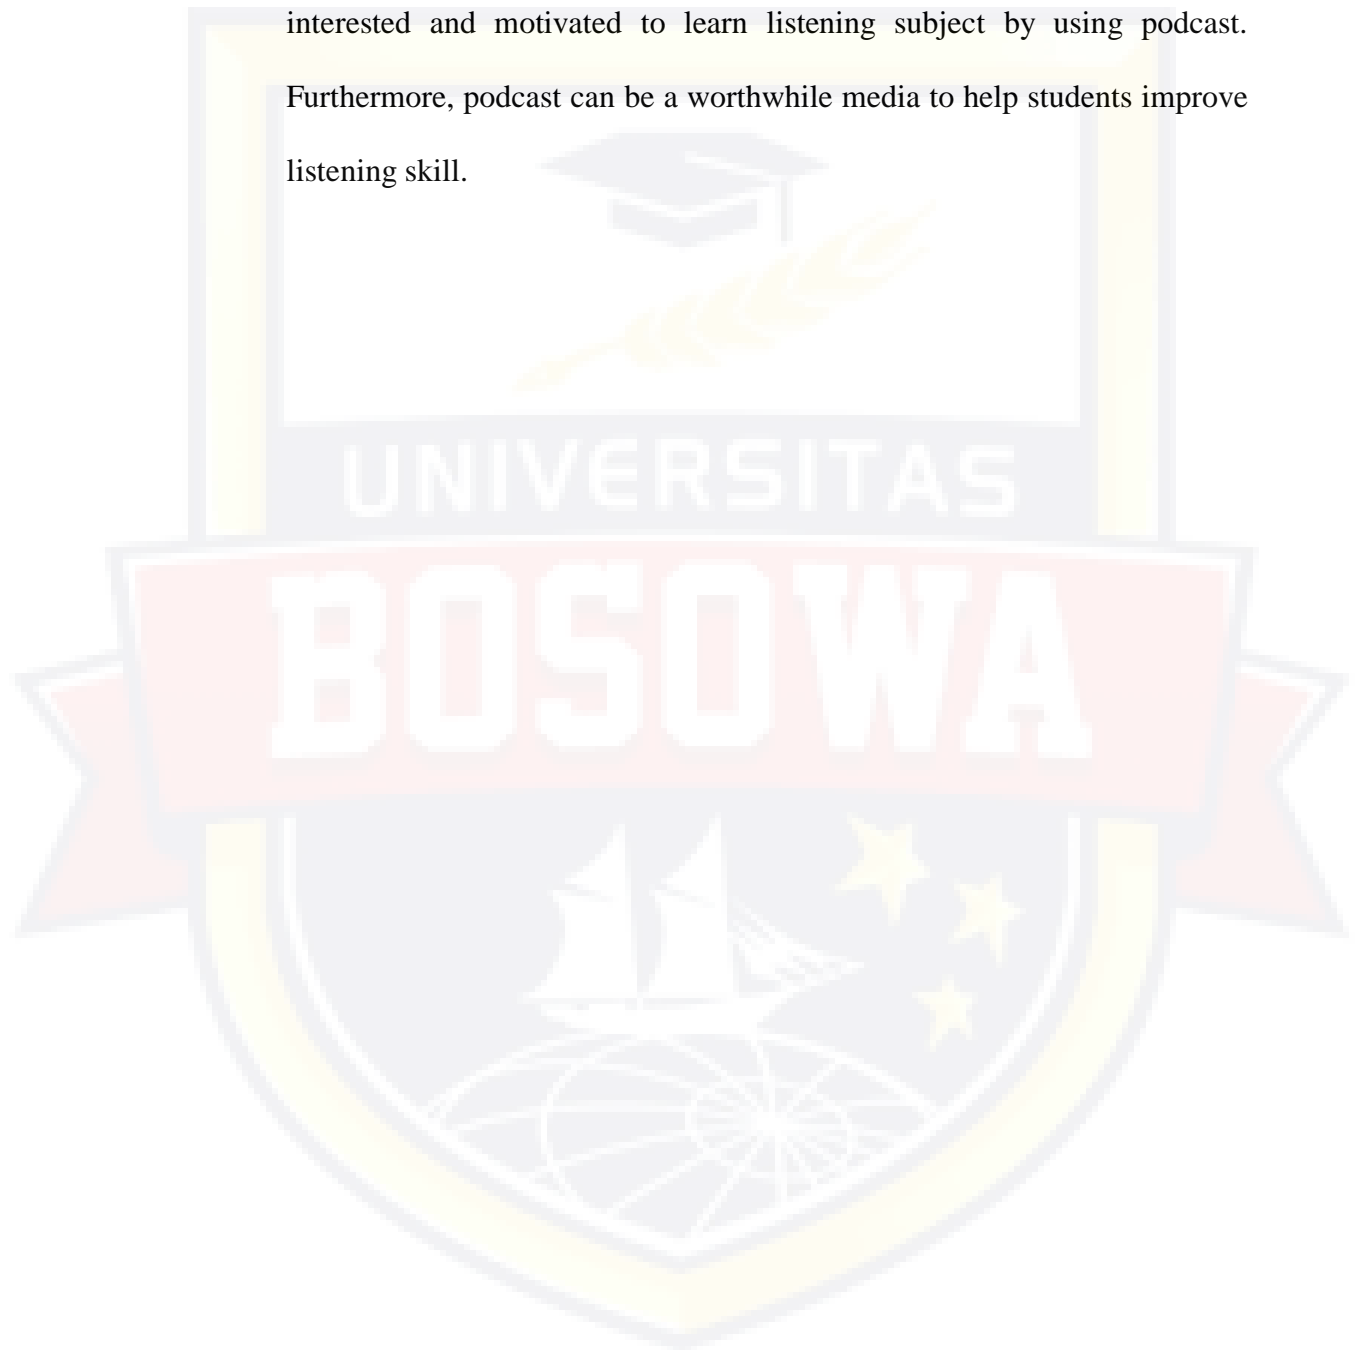 interested and motivated to learn listening subject by using podcast.
Furthermore, podcast can be a worthwhile media to help students improve
listening skill.
UNIVERSITAS
BOSOWA